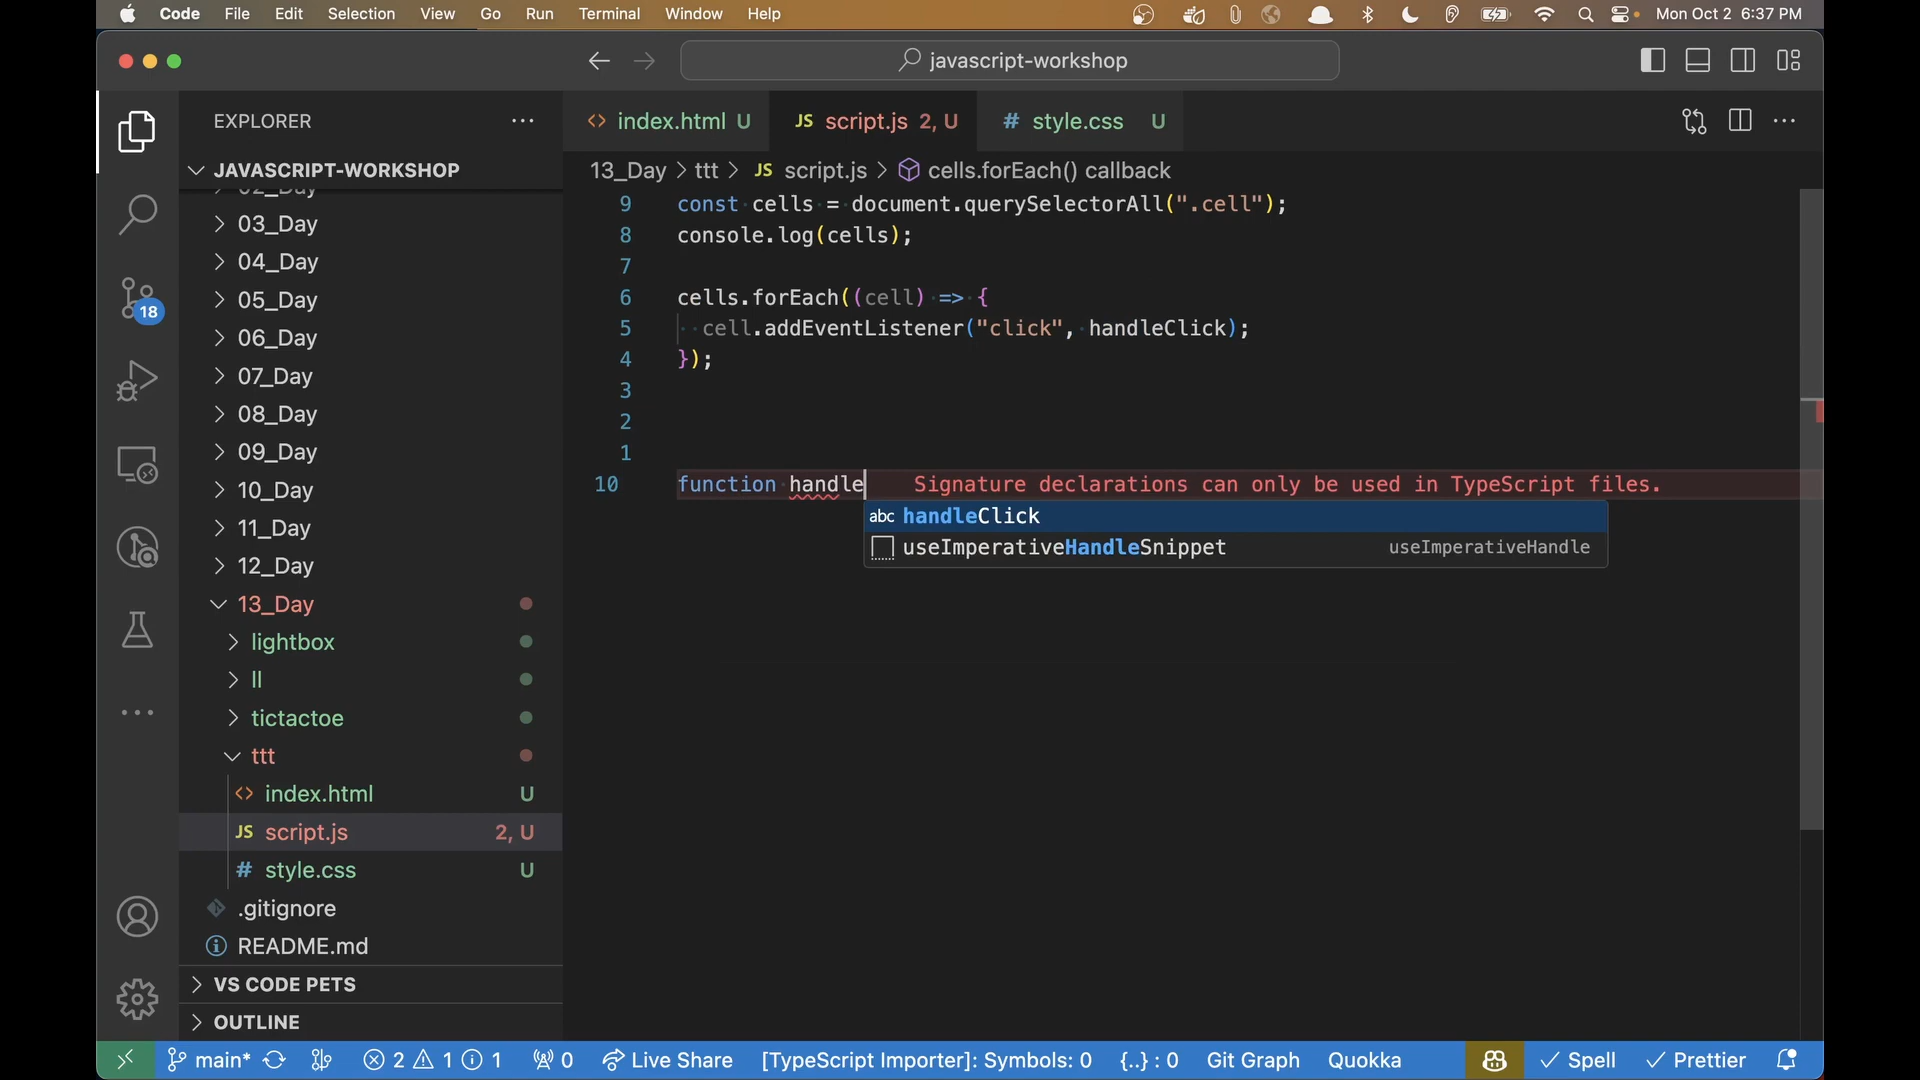 Code File Edit Selection View Go Run Terminal Window Help Mon Oct 2 6:37 PM
javascript-workshop
EXPLORER
index.html U
script.js 2, U
style.css U
JAVASCRIPT-WORKSHOP
13_Day > ttt > JS script.js > cells.forEach() callback
02_Day
03_Day
04_Day
05_Day
06_Day
07_Day
08_Day
09_Day
10_Day
11_Day
12_Day
13_Day
lightbox
ll
tictactoe
ttt
index.html U
JS script.js 2, U
# style.css U
.gitignore
README.md
VS CODE PETS
OUTLINE
18
9 const cells = document.querySelectorAll(".cell");
8 console.log(cells);
7
6 cells.forEach((cell) => {
5 cell.addEventListener("click", handleClick);
4 });
3
2
1
10 function handle Signature declarations can only be used in TypeScript files.
abc handleClick
useImperativeHandleSnippet useImperativeHandle
main* 2 1 1 0 Live Share [TypeScript Importer]: Symbols: 0 {..} : 0 Git Graph Quokka Spell Prettier